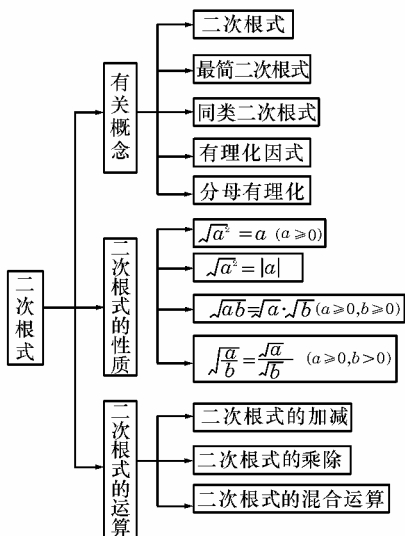 二次根式
有关概念
二次根式
最简二次根式
同类二次根式
有理化因式
分母有理化
二次根式的性质
√a² = a (a≥0)
√a² = |a|
√ab=√a·√b (a≥0,b≥0)
√(a/b) = √a/√b (a≥0,b>0)
二次根式的运算
二次根式的加减
二次根式的乘除
二次根式的混合运算